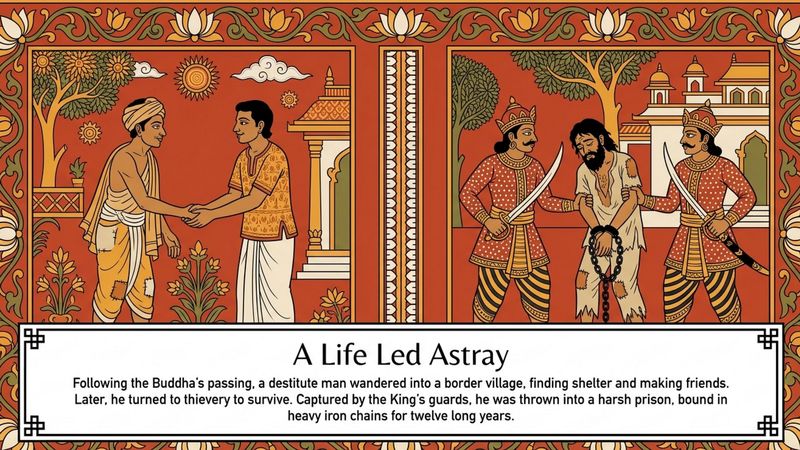 A Life Led Astray
Following the Buddha's passing, a destitute man wandered into a border village, finding shelter and making friends.
Later, he turned to thievery to survive. Captured by the King's guards, he was thrown into a harsh prison, bound in
heavy iron chains for twelve long years.